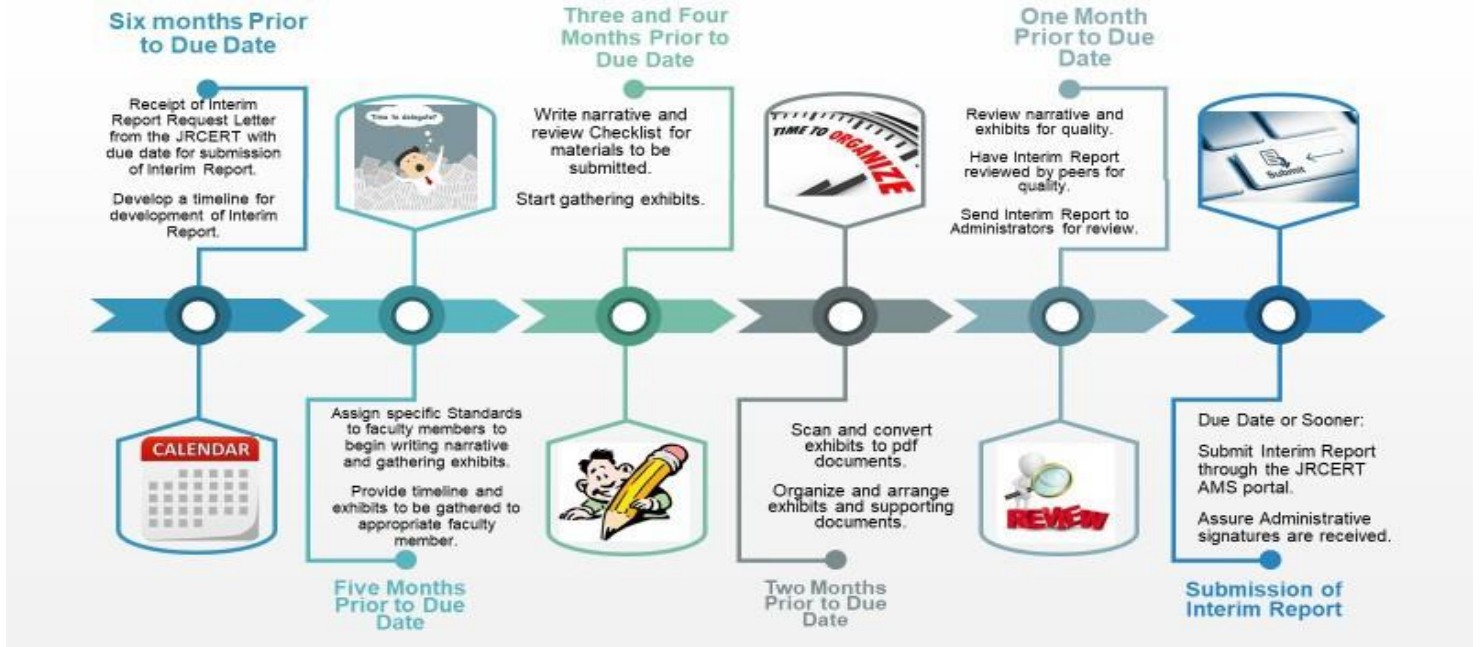 Six months Prior
to Due Date
Receipt of Interim
Report Request Letter
from the JRCERT with
due date for submission
of Interim Report.
Develop a timeline for
development of Interim
Report.
CALENDAR
Time to delegate!
Assign specific Standards
to faculty members to
begin writing narrative
and gathering exhibits.
Provide timeline and
exhibits to be gathered to
appropriate faculty
member.
Five Months
Prior to Due
Date
Three and Four
Months Prior to
Due Date
Write narrative and
review Checklist for
materials to be
submitted.
Start gathering exhibits.
TIME TO ORGANIZE
Scan and convert
exhibits to pdf
documents.
Organize and arrange
exhibits and supporting
documents.
Two Months
Prior to Due
Date
One Month
Prior to Due
Date
Review narrative and
exhibits for quality.
Have Interim Report
reviewed by peers for
quality.
Send Interim Report to
Administrators for review.
REVIEW
Submit
Due Date or Sooner:
Submit Interim Report
through the JRCERT
AMS portal.
Assure Administrative
signatures are received.
Submission of
Interim Report